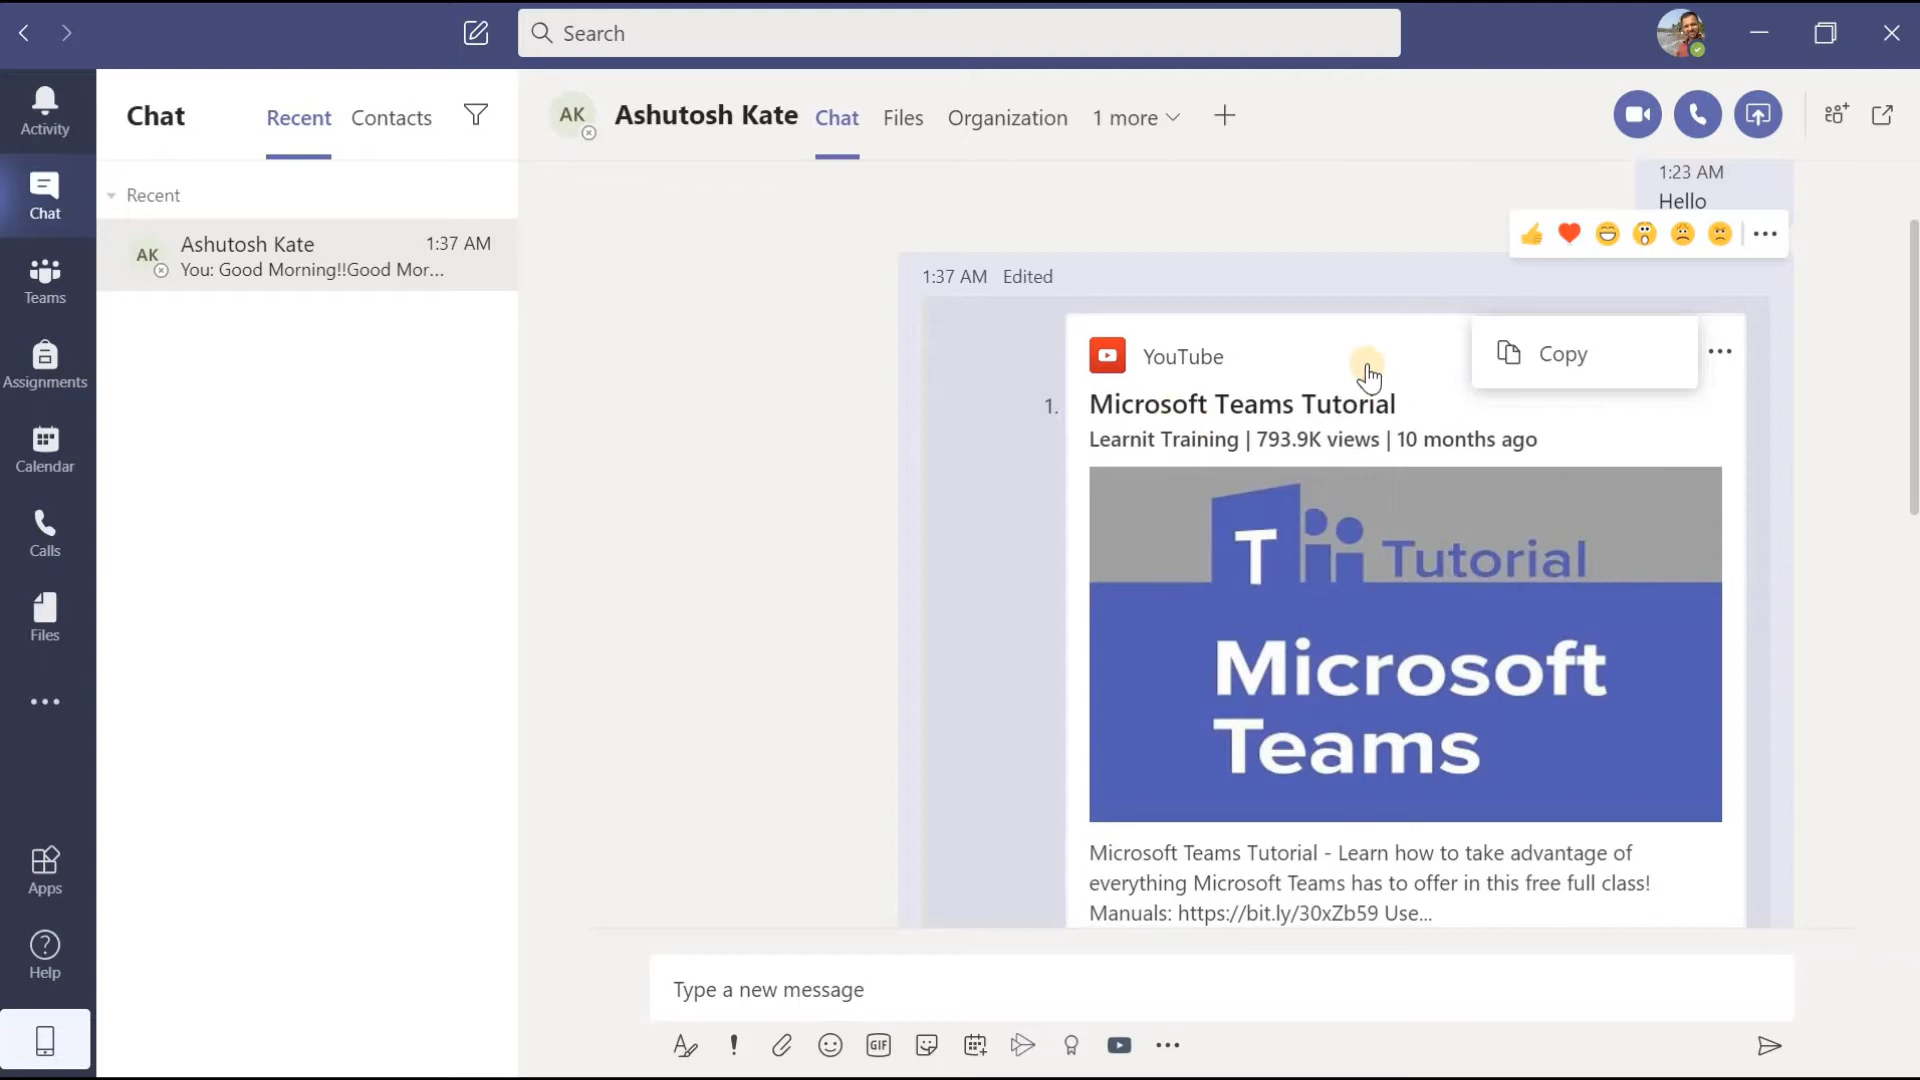 Search
Activity
Chat
Teams
Assignments
Calendar
Calls
Files
Apps
Help
Chat
Recent
Contacts
Recent
AK
Ashutosh Kate
1:37 AM
You: Good Morning!!Good Mor...
AK
Ashutosh Kate
Chat
Files
Organization
1 more
1:23 AM
Hello
1:37 AM Edited
YouTube
Copy
1.
Microsoft Teams Tutorial
Learnit Training | 793.9K views | 10 months ago
T Tutorial
Microsoft
Teams
Microsoft Teams Tutorial - Learn how to take advantage of
everything Microsoft Teams has to offer in this free full class!
Manuals: https://bit.ly/30xZb59 Use...
Type a new message
GIF